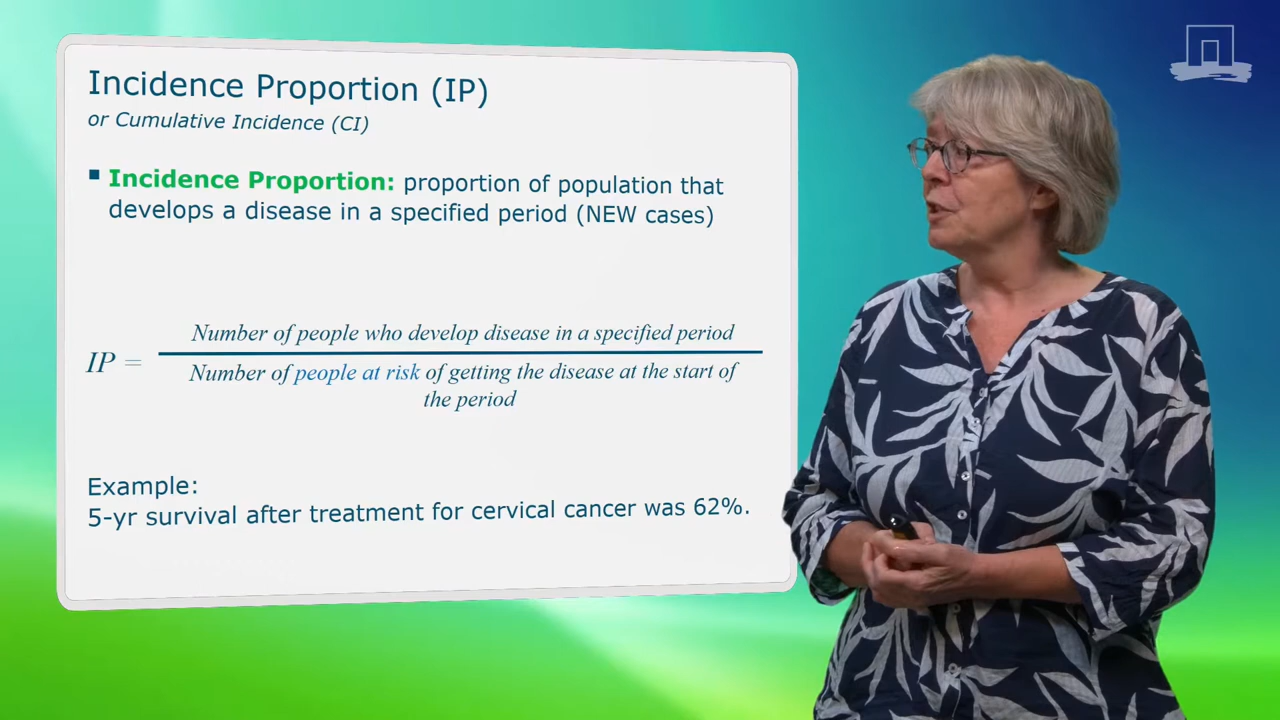 Incidence Proportion (IP)
or Cumulative Incidence (CI)
Incidence Proportion: proportion of population that
develops a disease in a specified period (NEW cases)
Number of people who develop disease in a specified period
IP =
Number of people at risk of getting the disease at the start of
the period
Example:
5-yr survival after treatment for cervical cancer was 62%.